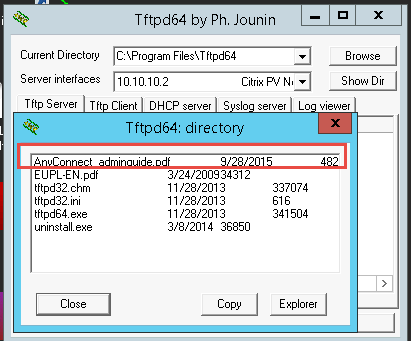 Tftpd64 by Ph. Jounin
Current Directory C:\Program Files\Tftpd64 Browse
Server interfaces 10.10.10.2 Citrix PV Ne Show Dir
Tftp Server Tftp Client DHCP server Syslog server Log viewer
Tftpd64: directory
AnyConnect_adminguide.pdf 9/28/2015 482
EUPL-EN.pdf 3/24/200934312
tftpd32.chm 11/28/2013 337074
tftpd32.ini 11/28/2013 616
tftpd64.exe 11/28/2013 341504
uninstall.exe 3/8/2014 36850
Close Copy Explorer